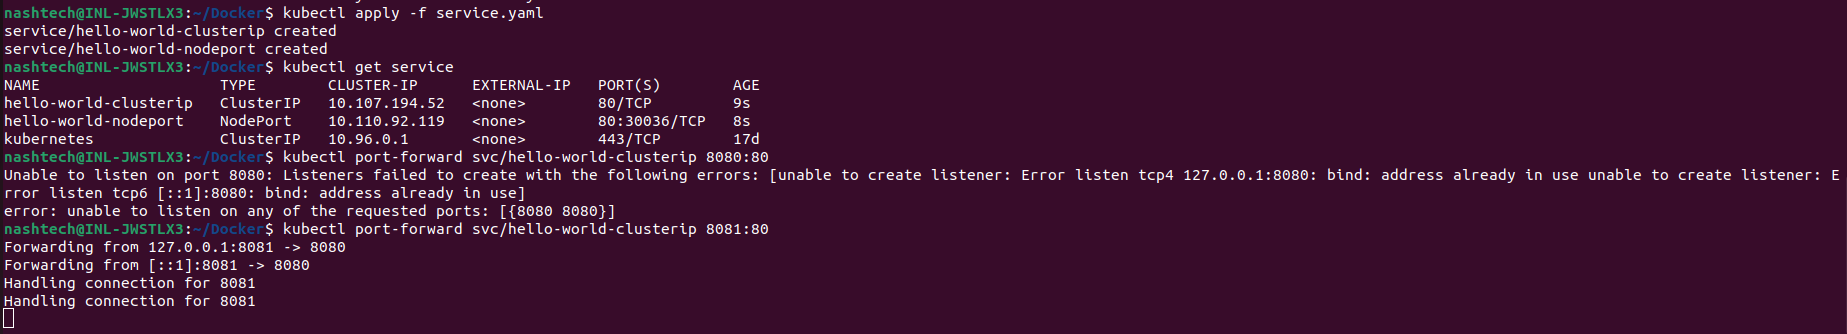 nashtech@INL-JWSTLX3:~/Docker$ kubectl apply -f service.yaml
service/hello-world-clusterip created
service/hello-world-nodeport created
nashtech@INL-JWSTLX3:~/Docker$ kubectl get service
NAME                    TYPE        CLUSTER-IP      EXTERNAL-IP   PORT(S)        AGE
hello-world-clusterip   ClusterIP   10.107.194.52   <none>        80/TCP         9s
hello-world-nodeport    NodePort    10.110.92.119   <none>        80:30036/TCP   8s
kubernetes              ClusterIP   10.96.0.1       <none>        443/TCP        17d
nashtech@INL-JWSTLX3:~/Docker$ kubectl port-forward svc/hello-world-clusterip 8080:80
Unable to listen on port 8080: Listeners failed to create with the following errors: [unable to create listener: Error listen tcp4 127.0.0.1:8080: bind: address already in use unable to create listener: E
rror listen tcp6 [::1]:8080: bind: address already in use]
error: unable to listen on any of the requested ports: [{8080 8080}]
nashtech@INL-JWSTLX3:~/Docker$ kubectl port-forward svc/hello-world-clusterip 8081:80
Forwarding from 127.0.0.1:8081 -> 8080
Forwarding from [::1]:8081 -> 8080
Handling connection for 8081
Handling connection for 8081